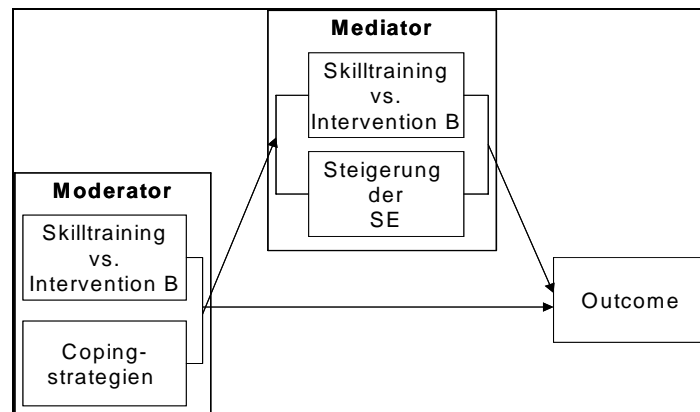 Mediator
Skilltraining
vs.
Intervention B
Steigerung
der
SE
Moderator
Skilltraining
vs.
Intervention B
Coping-
strategien
Outcome